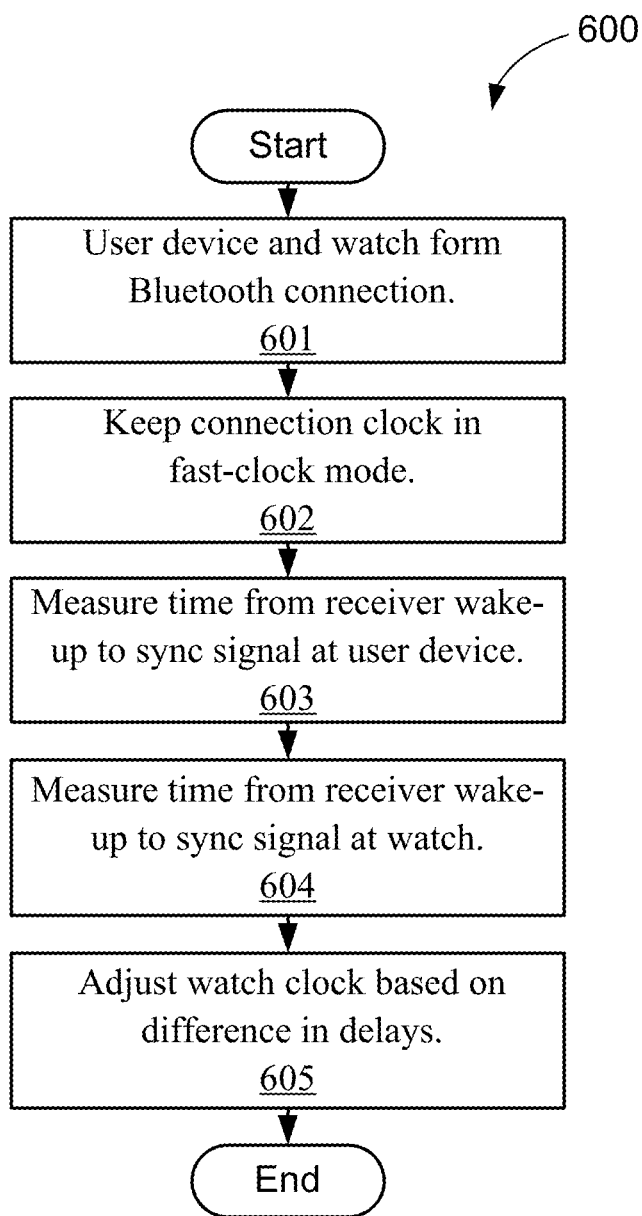 600
Start
User device and watch form
Bluetooth connection.
601
Keep connection clock in
fast-clock mode.
602
Measure time from receiver wake-
up to sync signal at user device.
603
Measure time from receiver wake-
up to sync signal at watch.
604
Adjust watch clock based on
difference in delays.
605
End